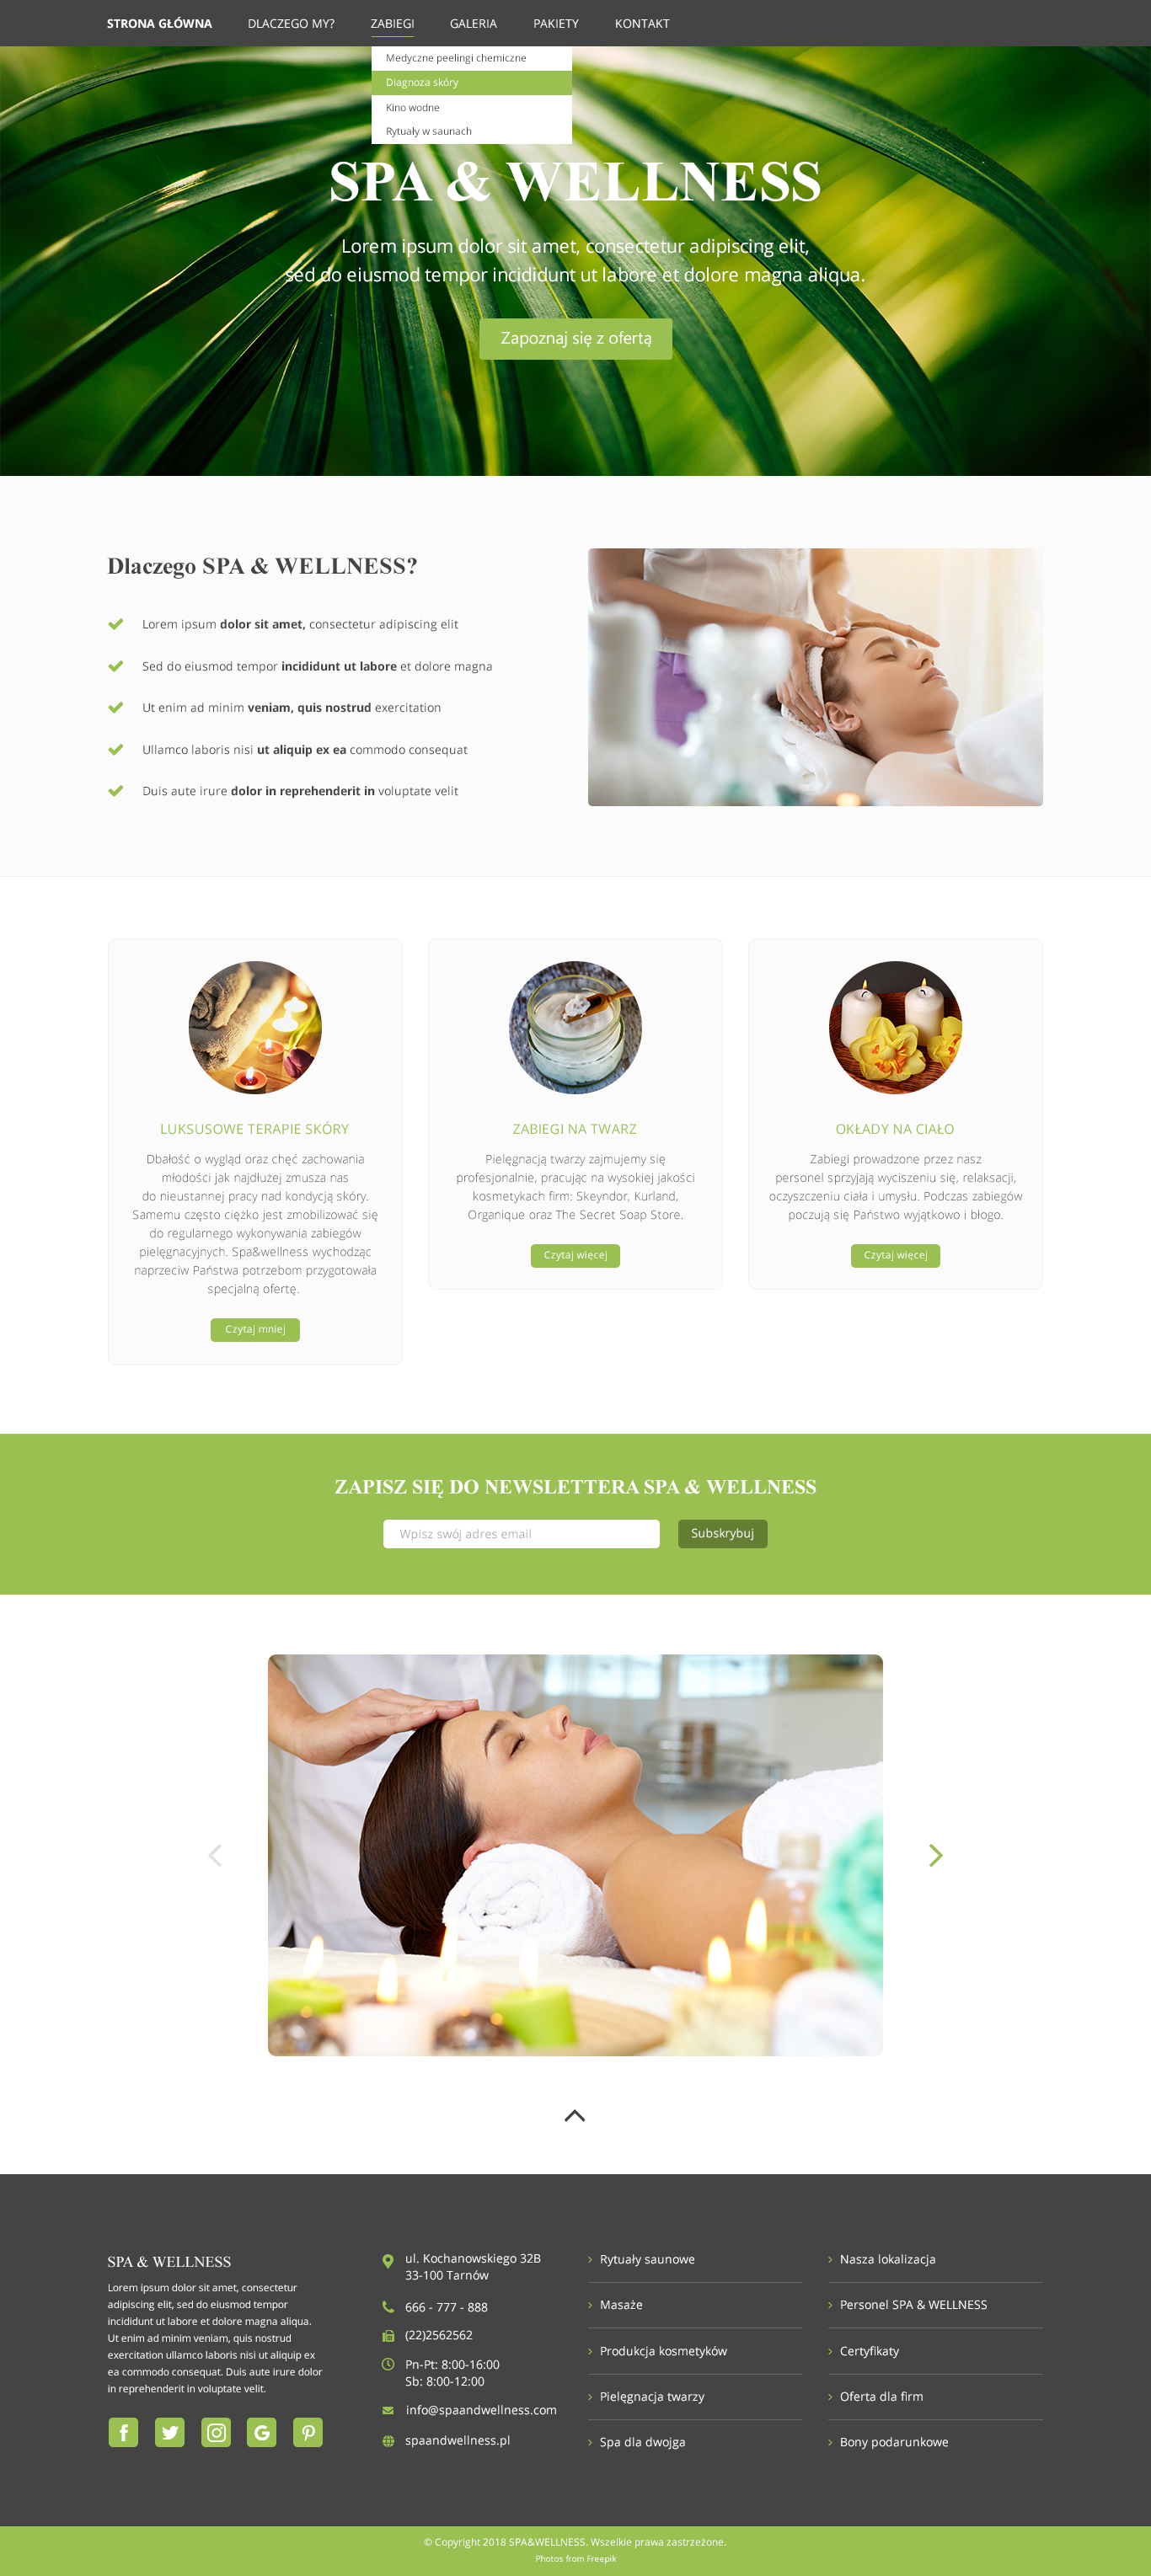 STRONA GŁÓWNA DLACZEGO MY? ZABIEGI GALERIA PAKIETY KONTAKT
Medyczne peelingi chemiczne
Diagnoza skóry
Kino wodne
Rytuały w saunach
SPA & WELLNESS
Lorem ipsum dolor sit amet, consectetur adipiscing elit,
sed do eiusmod tempor incididunt ut labore et dolore magna aliqua.
Zapoznaj się z ofertą
Dlaczego SPA & WELLNESS?
Lorem ipsum dolor sit amet, consectetur adipiscing elit
Sed do eiusmod tempor incididunt ut labore et dolore magna
Ut enim ad minim veniam, quis nostrud exercitation
Ullamco laboris nisi ut aliquip ex ea commodo consequat
Duis aute irure dolor in reprehenderit in voluptate velit
LUKSUSOWE TERAPIE SKÓRY
Dbałość o wygląd oraz chęć zachowania
młodości jak najdłużej zmusza nas
do nieustannej pracy nad kondycją skóry.
Samemu często ciężko jest zmobilizować się
do regularnego wykonywania zabiegów
pielęgnacyjnych. Spa&wellness wychodząc
naprzeciw Państwa potrzebom przygotowała
specjalną ofertę.
Czytaj mniej
ZABIEGI NA TWARZ
Pielęgnacją twarzy zajmujemy się
profesjonalnie, pracując na wysokiej jakości
kosmetykach firm: Skeyndor, Kurland,
Organique oraz The Secret Soap Store.
Czytaj więcej
OKŁADY NA CIAŁO
Zabiegi prowadzone przez nasz
personel sprzyjają wyciszeniu się, relaksacji,
oczyszczeniu ciała i umysłu. Podczas zabiegów
poczują się Państwo wyjątkowo i błogo.
Czytaj więcej
ZAPISZ SIĘ DO NEWSLETTERA SPA & WELLNESS
Wpisz swój adres email
Subskrybuj
SPA & WELLNESS
Lorem ipsum dolor sit amet, consectetur
adipiscing elit, sed do eiusmod tempor
incididunt ut labore et dolore magna aliqua.
Ut enim ad minim veniam, quis nostrud
exercitation ullamco laboris nisi ut aliquip ex
ea commodo consequat. Duis aute irure dolor
in reprehenderit in voluptate velit.
ul. Kochanowskiego 32B
33-100 Tarnów
666 - 777 - 888
(22)2562562
Pn-Pt: 8:00-16:00
Sb: 8:00-12:00
info@spaandwellness.com
spaandwellness.pl
Rytuały saunowe
Masaże
Produkcja kosmetyków
Pielęgnacja twarzy
Spa dla dwojga
Nasza lokalizacja
Personel SPA & WELLNESS
Certyfikaty
Oferta dla firm
Bony podarunkowe
© Copyright 2018 SPA&WELLNESS. Wszelkie prawa zastrzeżone.
Photos from Freepik